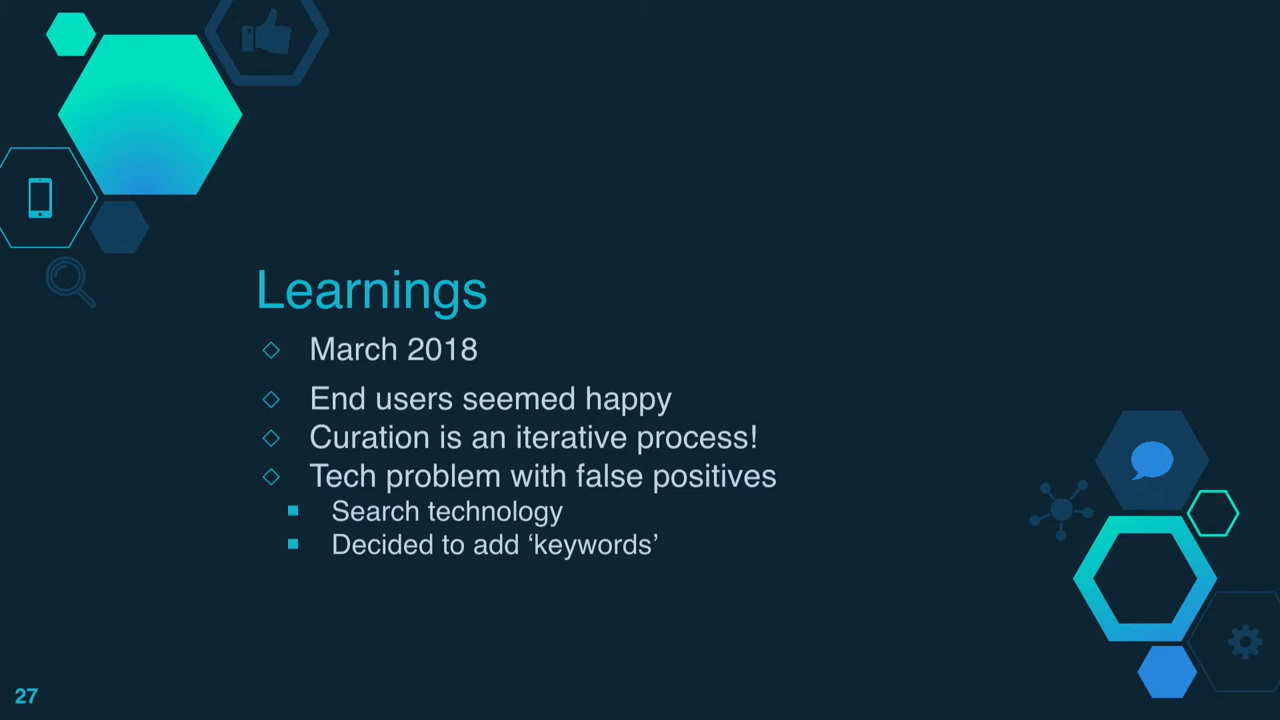 Learnings
March 2018
End users seemed happy
Curation is an iterative process!
Tech problem with false positives
Search technology
Decided to add ‘keywords’
27